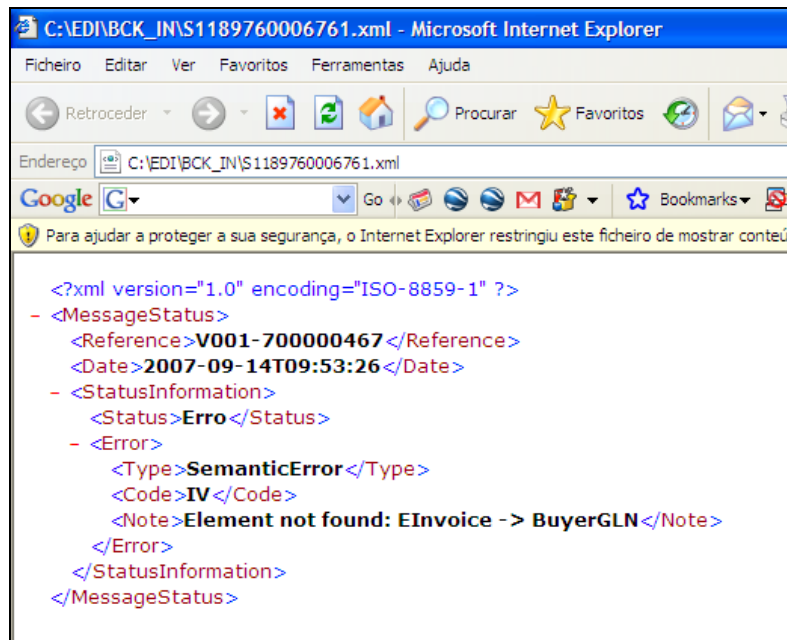 C:\EDI\BCK_IN\S1189760006761.xml - Microsoft Internet Explorer
Ficheiro Editar Ver Favoritos Ferramentas Ajuda
Retroceder Procurar Favoritos
Endereço C:\EDI\BCK_IN\S1189760006761.xml
Google G Go Bookmarks
Para ajudar a proteger a sua segurança, o Internet Explorer restringiu este ficheiro de mostrar conteú
<?xml version="1.0" encoding="ISO-8859-1" ?>
- <MessageStatus>
<Reference>V001-700000467</Reference>
<Date>2007-09-14T09:53:26</Date>
- <StatusInformation>
<Status>Erro</Status>
- <Error>
<Type>SemanticError</Type>
<Code>IV</Code>
<Note>Element not found: EInvoice -> BuyerGLN</Note>
</Error>
</StatusInformation>
</MessageStatus>